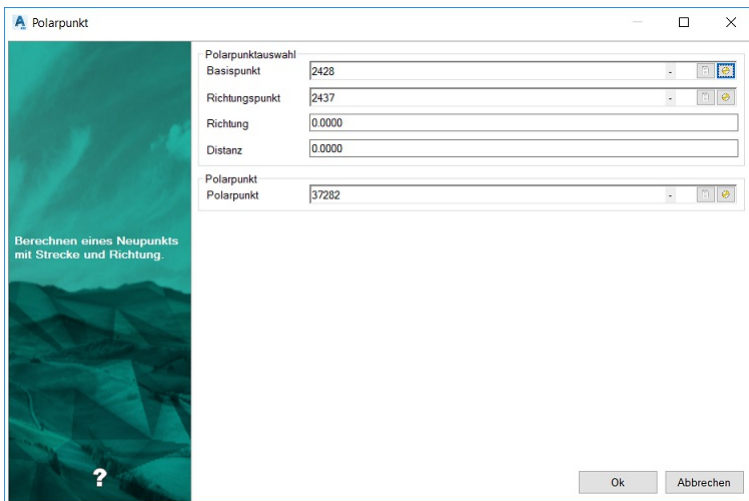 Polarpunkt
Polarpunktauswahl
Basispunkt 2428
Richtungspunkt 2437
Richtung 0.0000
Distanz 0.0000
Polarpunkt
Polarpunkt 37282
Berechnen eines Neupunkts
mit Strecke und Richtung.
?
Ok Abbrechen